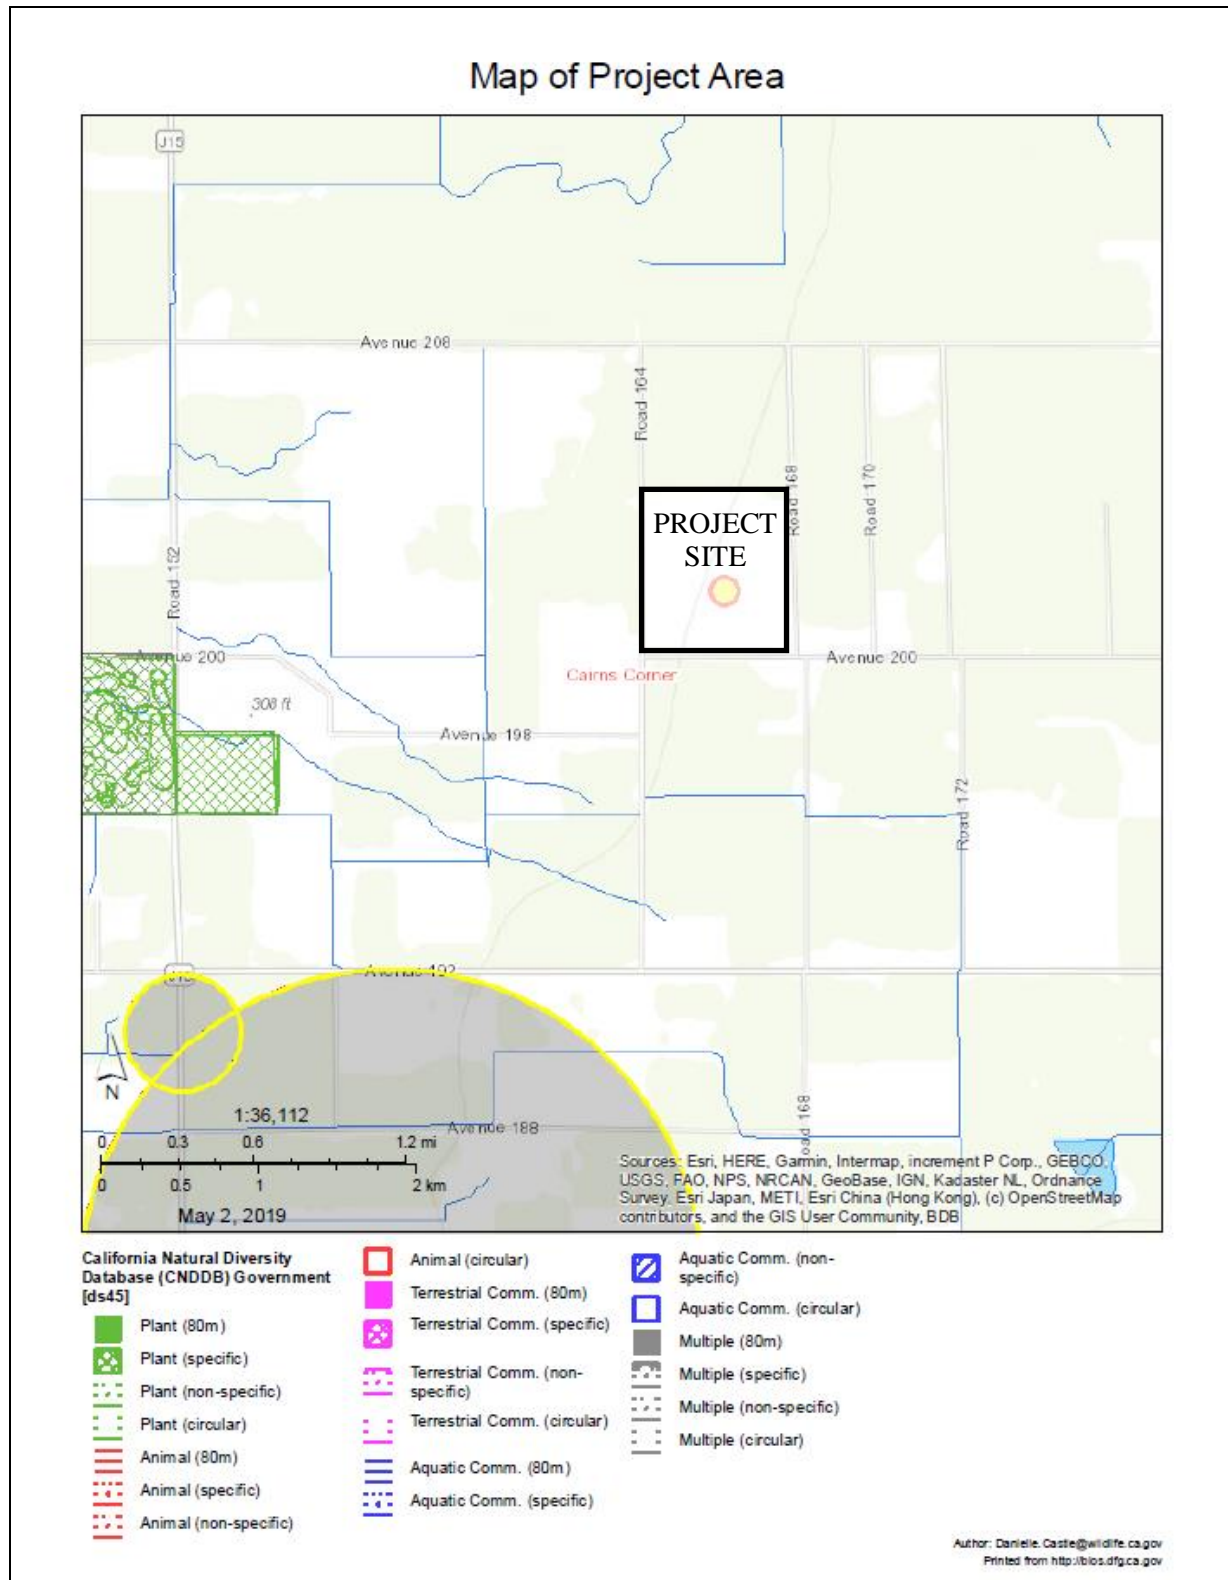 Map of Project Area
J15
Avenue 208
Road 164
Road 168
Road 170
PROJECT
SITE
Road 152
Avenue 200
Avenue 200
Cairns Corner
308 ft
Avenue 198
Road 172
Avenue 192
J15
N
1:36,112
0 0.3 0.6 1.2 mi
0 0.5 1 2 km
May 2, 2019
Avenue 188
Road 168
Sources: Esri, HERE, Garmin, Intermap, increment P Corp., GEBCO,
USGS, FAO, NPS, NRCAN, GeoBase, IGN, Kadaster NL, Ordnance
Survey, Esri Japan, METI, Esri China (Hong Kong), (c) OpenStreetMap
contributors, and the GIS User Community, BDB
California Natural Diversity
Database (CNDDB) Government
[ds45]
Plant (80m)
Plant (specific)
Plant (non-specific)
Plant (circular)
Animal (80m)
Animal (specific)
Animal (non-specific)
Animal (circular)
Terrestrial Comm. (80m)
Terrestrial Comm. (specific)
Terrestrial Comm. (non-
specific)
Terrestrial Comm. (circular)
Aquatic Comm. (80m)
Aquatic Comm. (specific)
Aquatic Comm. (non-
specific)
Aquatic Comm. (circular)
Multiple (80m)
Multiple (specific)
Multiple (non-specific)
Multiple (circular)
Author: Danielle.Castle@wildlife.ca.gov
Printed from http://bios.dfg.ca.gov